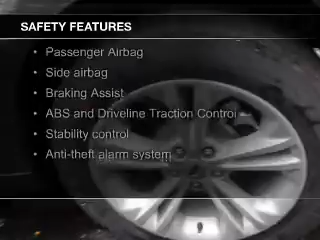 SAFETY FEATURES
• Passenger Airbag
• Side airbag
• Braking Assist
• ABS and Driveline Traction Control
• Stability control
• Anti-theft alarm system